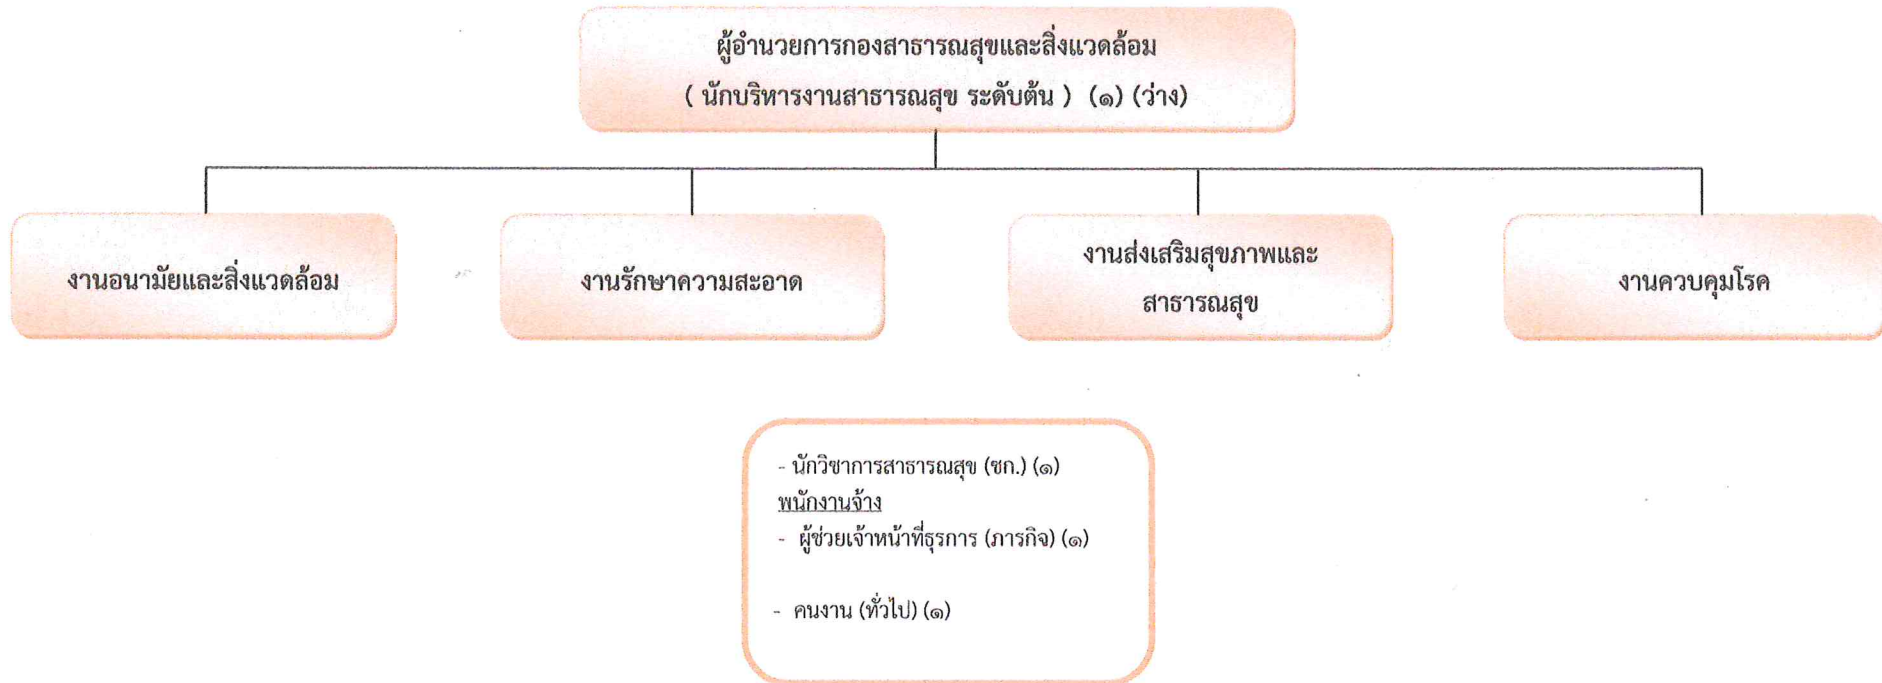 ผู้อำนวยการกองสาธารณสุขและสิ่งแวดล้อม
( นักบริหารงานสาธารณสุข ระดับต้น ) (๑) (ว่าง)
งานอนามัยและสิ่งแวดล้อม
งานรักษาความสะอาด
งานส่งเสริมสุขภาพและ
สาธารณสุข
งานควบคุมโรค
- นักวิชาการสาธารณสุข (ชก.) (๑)
พนักงานจ้าง
- ผู้ช่วยเจ้าหน้าที่ธุรการ (ภารกิจ) (๑)
- คนงาน (ทั่วไป) (๑)